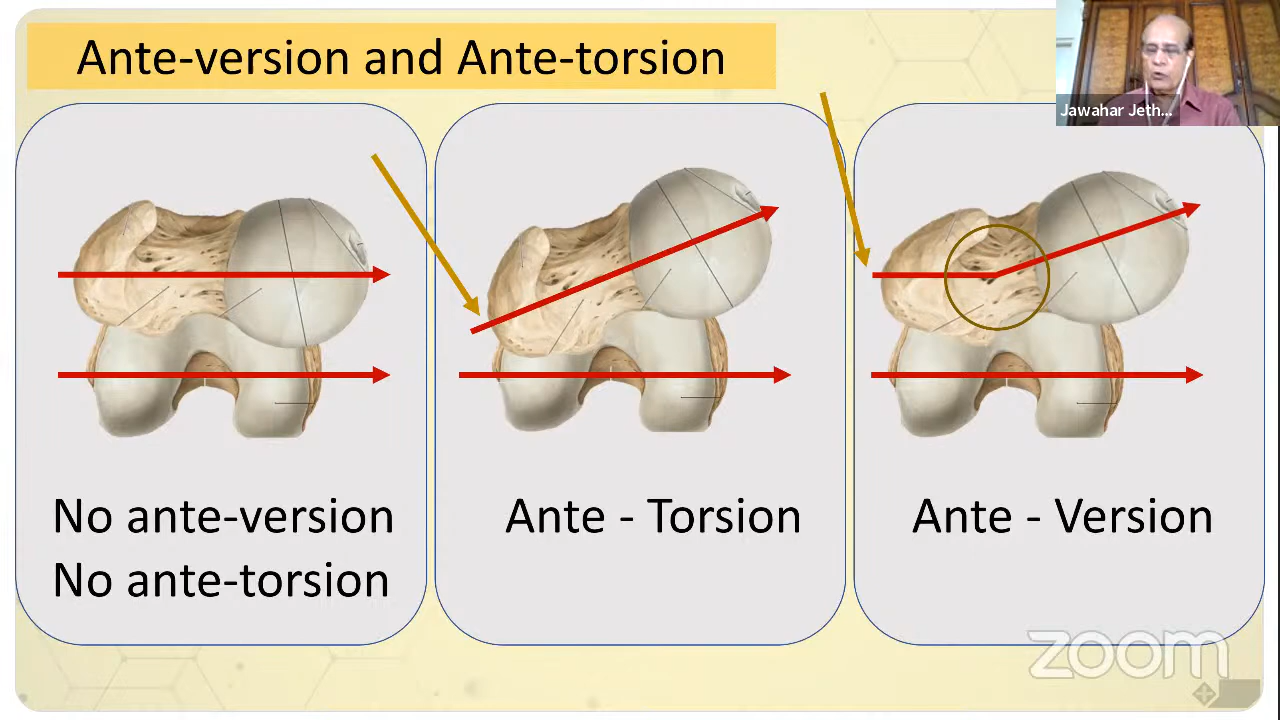 Ante-version and Ante-torsion
Jawahar Jeth...
No ante-version
No ante-torsion
Ante - Torsion
Ante - Version
zoom